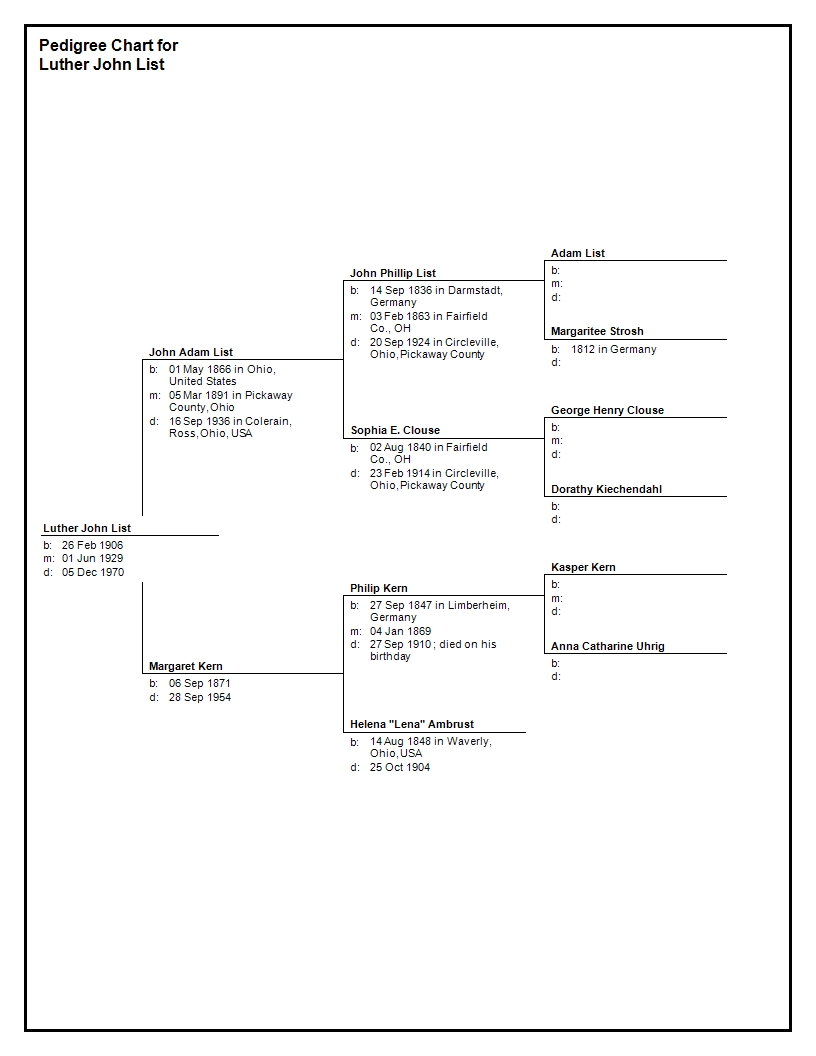 Pedigree Chart for
Luther John List
Adam List
b:
m:
d:
John Phillip List
b: 14 Sep 1836 in Darmstadt,
Germany
m: 03 Feb 1863 in Fairfield
Co., OH
d: 20 Sep 1924 in Circleville,
Ohio, Pickaway County
Margaritee Strosh
b: 1812 in Germany
d:
John Adam List
b: 01 May 1866 in Ohio,
United States
m: 05 Mar 1891 in Pickaway
County, Ohio
d: 16 Sep 1936 in Colerain,
Ross, Ohio, USA
George Henry Clouse
b:
m:
d:
Sophia E. Clouse
b: 02 Aug 1840 in Fairfield
Co., OH
d: 23 Feb 1914 in Circleville,
Ohio, Pickaway County
Dorathy Kiechendahl
b:
d:
Luther John List
b: 26 Feb 1906
m: 01 Jun 1929
d: 05 Dec 1970
Kasper Kern
b:
m:
d:
Philip Kern
b: 27 Sep 1847 in Limberheim,
Germany
m: 04 Jan 1869
d: 27 Sep 1910 ; died on his
birthday
Anna Catharine Uhrig
b:
d:
Margaret Kern
b: 06 Sep 1871
d: 28 Sep 1954
Helena "Lena" Ambrust
b: 14 Aug 1848 in Waverly,
Ohio, USA
d: 25 Oct 1904